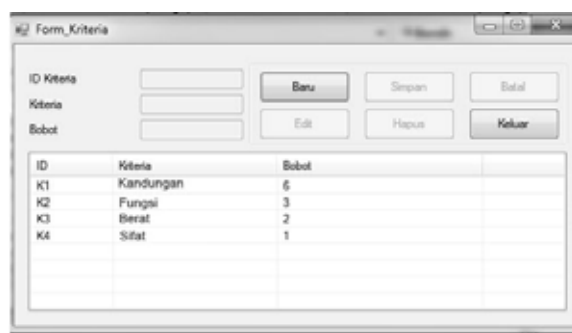 Form_Kriteria
ID Kriteria
Kriteria
Bobot
Baru Simpan Batal
Edit Hapus Keluar
ID Kriteria Bobot
K1 Kandungan 6
K2 Fungsi 3
K3 Berat 2
K4 Sifat 1